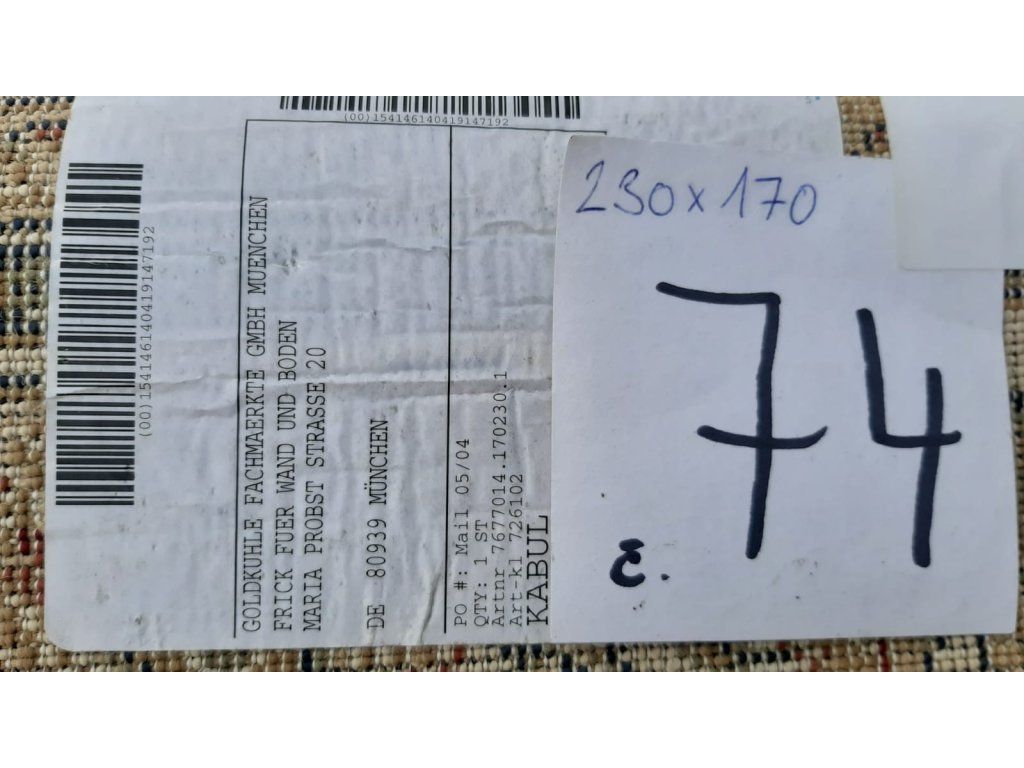 (00)154146140419147192
(00)154146140419147192
GOLDKUHLE FACHMAERKTE GMBH MUENCHEN
FRICK FUER WAND UND BODEN
MARIA PROBST STRASSE 20
DE 80939 MÜNCHEN
PO #: Mail 05/04
QTY: 1 ST
Artnr 7677014.170230.1
Art-kl 726102
KABUL
230x170
č. 74